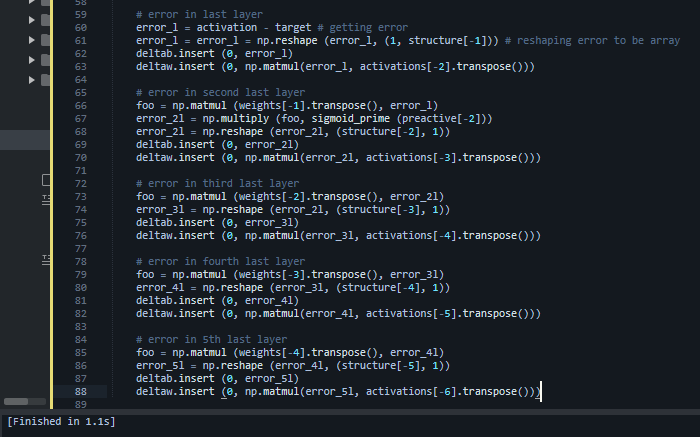 58
59 # error in last layer
60 error_l = activation - target # getting error
61 error_l = error_l = np.reshape (error_l, (1, structure[-1])) # reshaping error to be array
62 deltab.insert (0, error_l)
63 deltaw.insert (0, np.matmul(error_l, activations[-2].transpose()))
64
65 # error in second last layer
66 foo = np.matmul (weights[-1].transpose(), error_l)
67 error_2l = np.multiply (foo, sigmoid_prime (preactive[-2]))
68 error_2l = np.reshape (error_2l, (structure[-2], 1))
69 deltab.insert (0, error_2l)
70 deltaw.insert (0, np.matmul(error_2l, activations[-3].transpose()))
71
72 # error in third last layer
73 foo = np.matmul (weights[-2].transpose(), error_2l)
74 error_3l = np.reshape (error_2l, (structure[-3], 1))
75 deltab.insert (0, error_3l)
76 deltaw.insert (0, np.matmul(error_3l, activations[-4].transpose()))
77
78 # error in fourth last layer
79 foo = np.matmul (weights[-3].transpose(), error_3l)
80 error_4l = np.reshape (error_3l, (structure[-4], 1))
81 deltab.insert (0, error_4l)
82 deltaw.insert (0, np.matmul(error_4l, activations[-5].transpose()))
83
84 # error in 5th last layer
85 foo = np.matmul (weights[-4].transpose(), error_4l)
86 error_5l = np.reshape (error_4l, (structure[-5], 1))
87 deltab.insert (0, error_5l)
88 deltaw.insert (0, np.matmul(error_5l, activations[-6].transpose()))
89
[Finished in 1.1s]